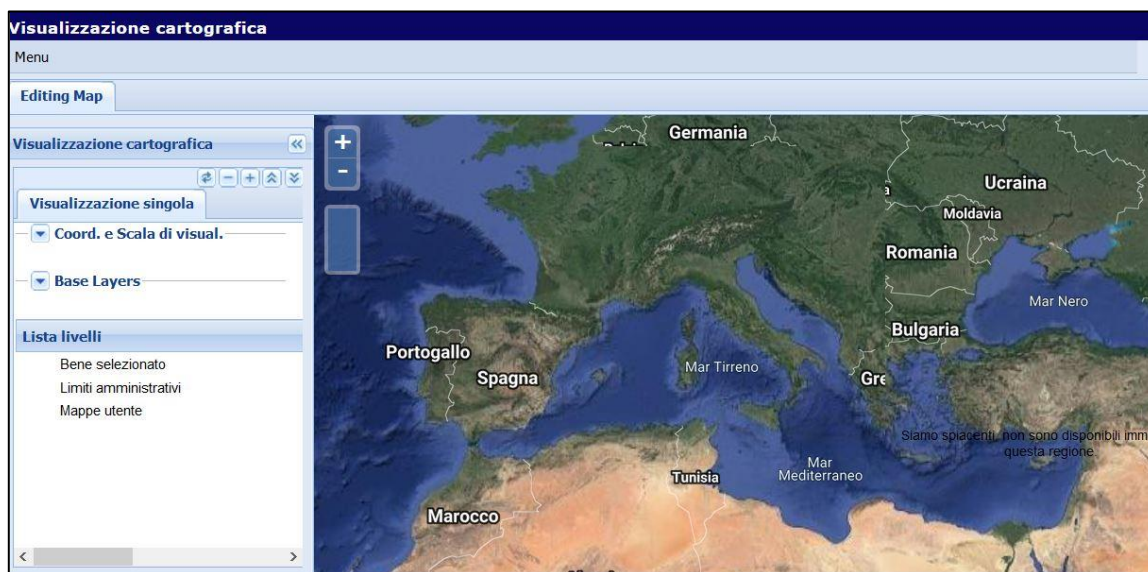 Visualizzazione cartografica
Menu
Editing Map
Visualizzazione cartografica
Visualizzazione singola
Coord. e Scala di visual.
Base Layers
Lista livelli
Bene selezionato
Limiti amministrativi
Mappe utente
Germania
Ucraina
Moldavia
Romania
Mar Nero
Bulgaria
Portogallo
Spagna
Mar Tirreno
Gre
Siamo spiacenti, non sono disponibili imm
questa regione.
Mar
Mediterraneo
Tunisia
Marocco